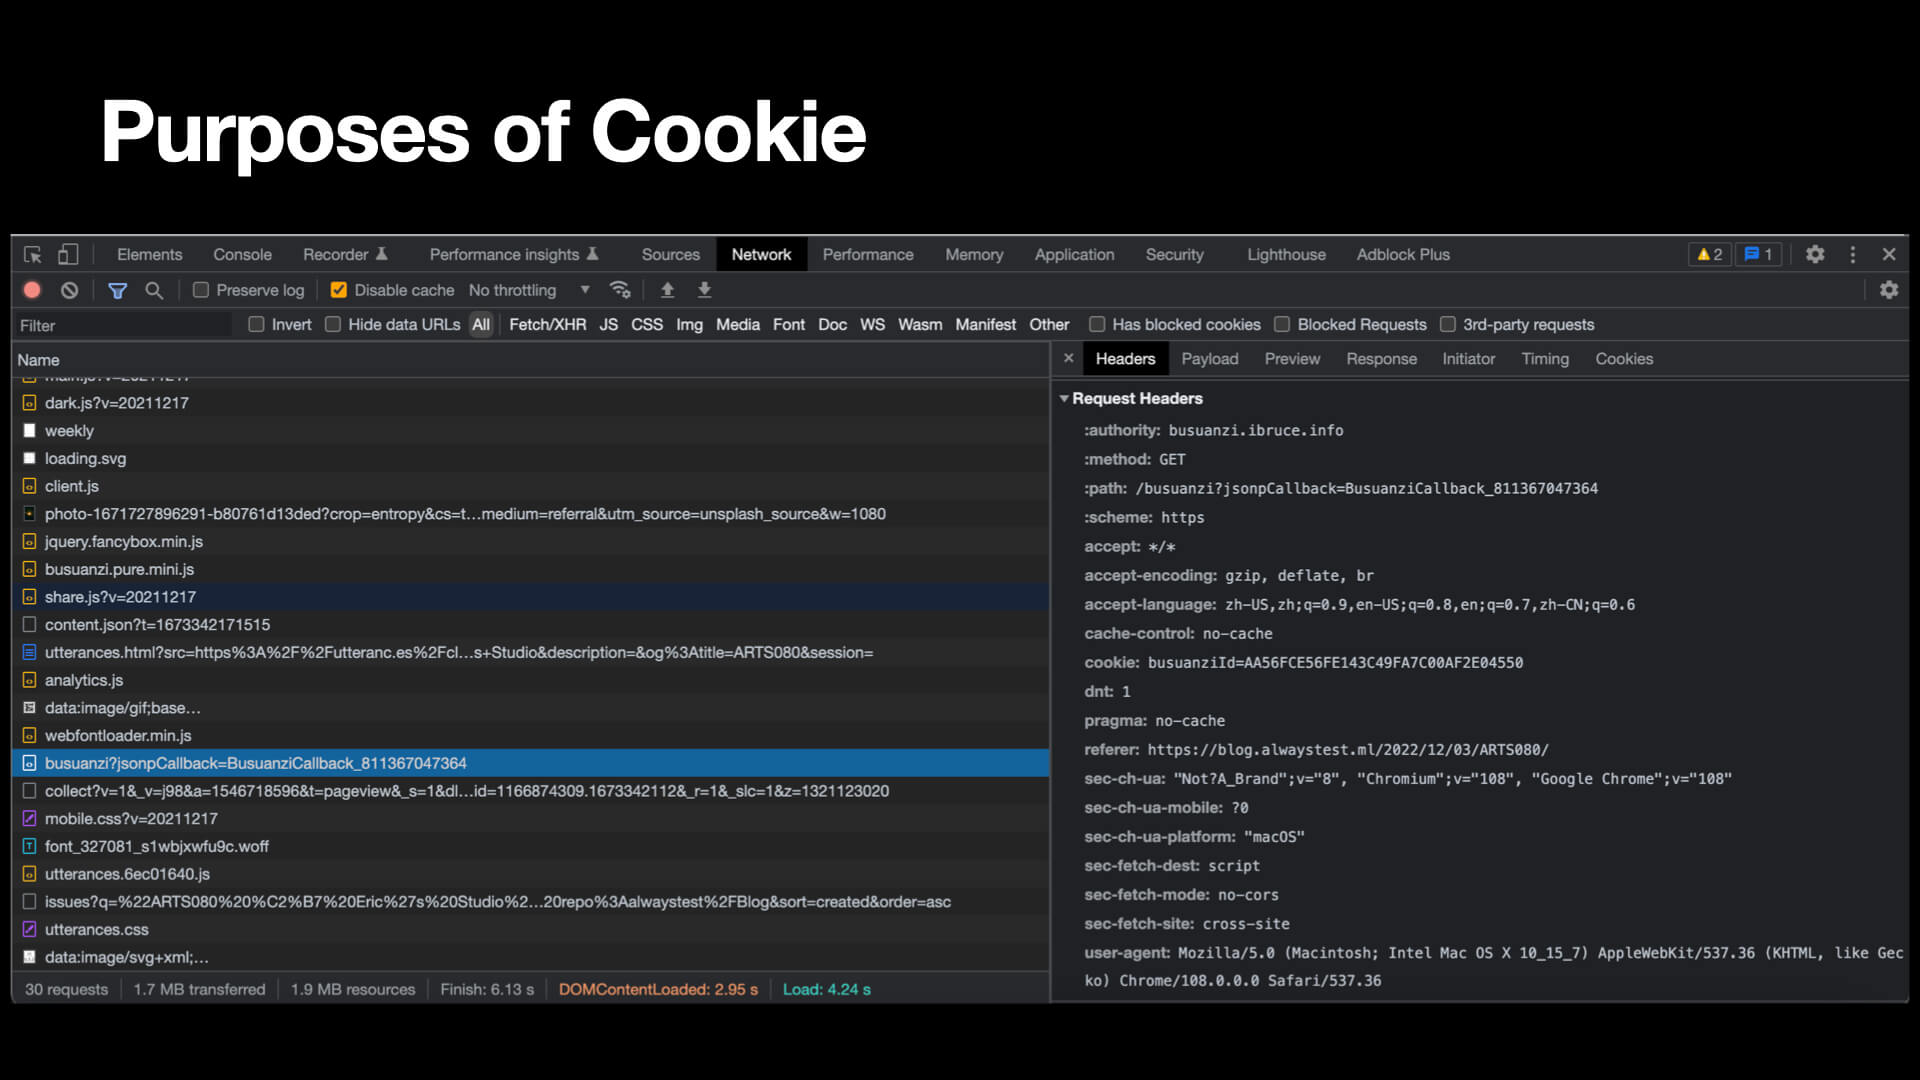 Purposes of Cookie
Elements Console Recorder Performance insights Sources Network Performance Memory Application Security Lighthouse Adblock Plus 2 1
Preserve log Disable cache No throttling
Filter Invert Hide data URLs All Fetch/XHR JS CSS Img Media Font Doc WS Wasm Manifest Other Has blocked cookies Blocked Requests 3rd-party requests
Name
main.js?v=20211217
dark.js?v=20211217
weekly
loading.svg
client.js
photo-1671727896291-b80761d13ded?crop=entropy&cs=t…medium=referral&utm_source=unsplash_source&w=1080
jquery.fancybox.min.js
busuanzi.pure.mini.js
share.js?v=20211217
content.json?t=1673342171515
utterances.html?src=https%3A%2F%2Futteranc.es%2Fcl…s+Studio&description=&og%3Atitle=ARTS080&session=
analytics.js
data:image/gif;base…
webfontloader.min.js
busuanzi?jsonpCallback=BusuanziCallback_811367047364
collect?v=1&_v=j98&a=1546718596&t=pageview&_s=1&dl…id=1166874309.1673342112&_r=1&_slc=1&z=1321123020
mobile.css?v=20211217
font_327081_s1wbjxwfu9c.woff
utterances.6ec01640.js
issues?q=%22ARTS080%20%C2%B7%20Eric%27s%20Studio%2…20repo%3Aalwaystest%2FBlog&sort=created&order=asc
utterances.css
data:image/svg+xml;…
30 requests 1.7 MB transferred 1.9 MB resources Finish: 6.13 s DOMContentLoaded: 2.95 s Load: 4.24 s
Headers Payload Preview Response Initiator Timing Cookies
Request Headers
:authority: busuanzi.ibruce.info
:method: GET
:path: /busuanzi?jsonpCallback=BusuanziCallback_811367047364
:scheme: https
accept: */*
accept-encoding: gzip, deflate, br
accept-language: zh-US,zh;q=0.9,en-US;q=0.8,en;q=0.7,zh-CN;q=0.6
cache-control: no-cache
cookie: busuanziId=AA56FCE56FE143C49FA7C00AF2E04550
dnt: 1
pragma: no-cache
referer: https://blog.alwaystest.ml/2022/12/03/ARTS080/
sec-ch-ua: "Not?A_Brand";v="8", "Chromium";v="108", "Google Chrome";v="108"
sec-ch-ua-mobile: ?0
sec-ch-ua-platform: "macOS"
sec-fetch-dest: script
sec-fetch-mode: no-cors
sec-fetch-site: cross-site
user-agent: Mozilla/5.0 (Macintosh; Intel Mac OS X 10_15_7) AppleWebKit/537.36 (KHTML, like Gec
ko) Chrome/108.0.0.0 Safari/537.36